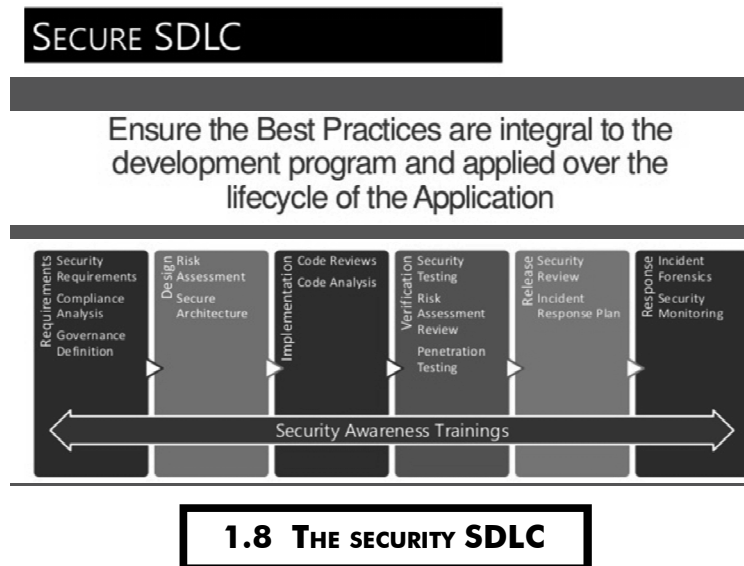 SECURE SDLC
Ensure the Best Practices are integral to the
development program and applied over the
lifecycle of the Application
Requirements
Security
Requirements
Compliance
Analysis
Governance
Definition
Design
Risk
Assessment
Secure
Architecture
Implementation
Code Reviews
Code Analysis
Verification
Security
Testing
Risk
Assessment
Review
Penetration
Testing
Release
Security
Review
Incident
Response Plan
Response
Incident
Forensics
Security
Monitoring
Security Awareness Trainings
1.8 THE SECURITY SDLC